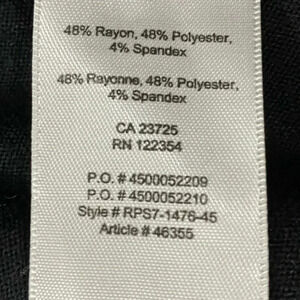 48% Rayon, 48% Polyester,
4% Spandex
48% Rayonne, 48% Polyester,
4% Spandex
CA 23725
RN 122354
P.O. # 4500052209
P.O. # 4500052210
Style # RPS7-1476-45
Article # 46355